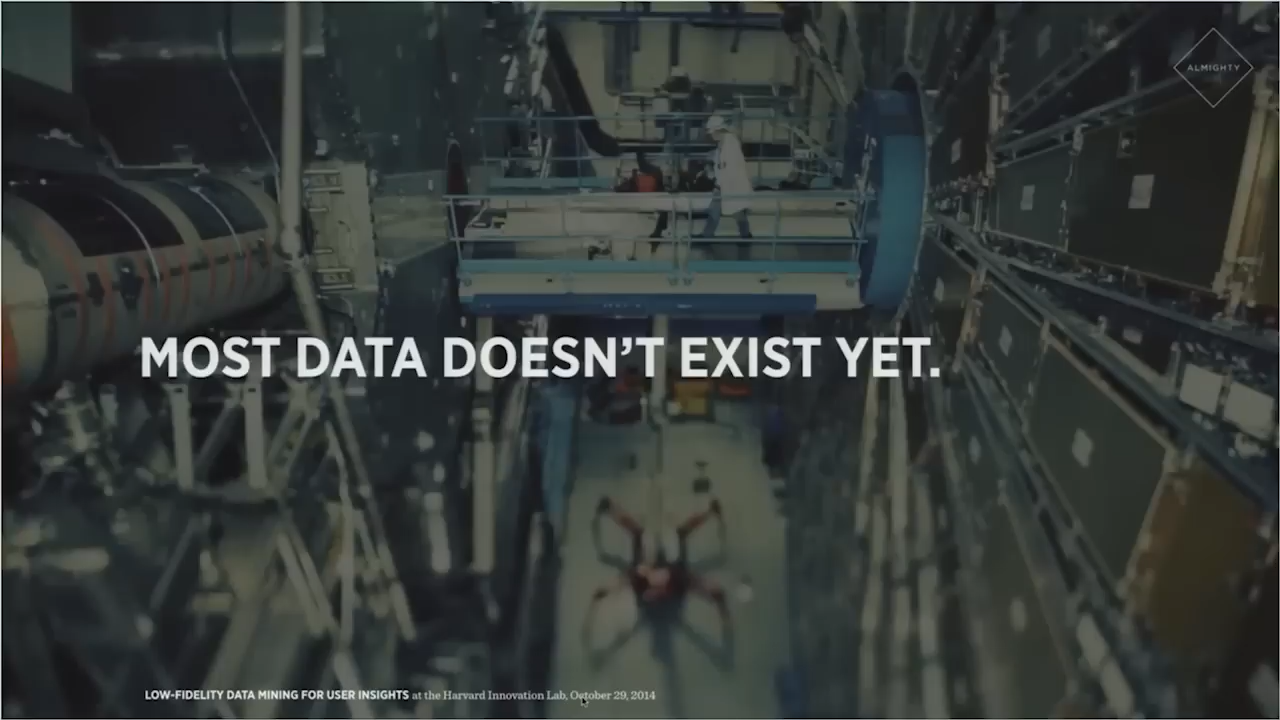 ALMIGHTY
MOST DATA DOESN'T EXIST YET.
LOW-FIDELITY DATA MINING FOR USER INSIGHTS at the Harvard Innovation Lab, October 29, 2014